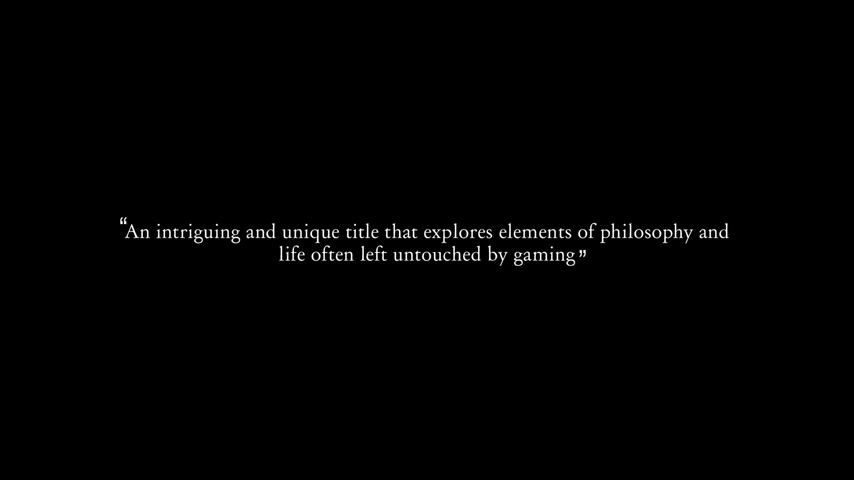 “An intriguing and unique title that explores elements of philosophy and
life often left untouched by gaming”